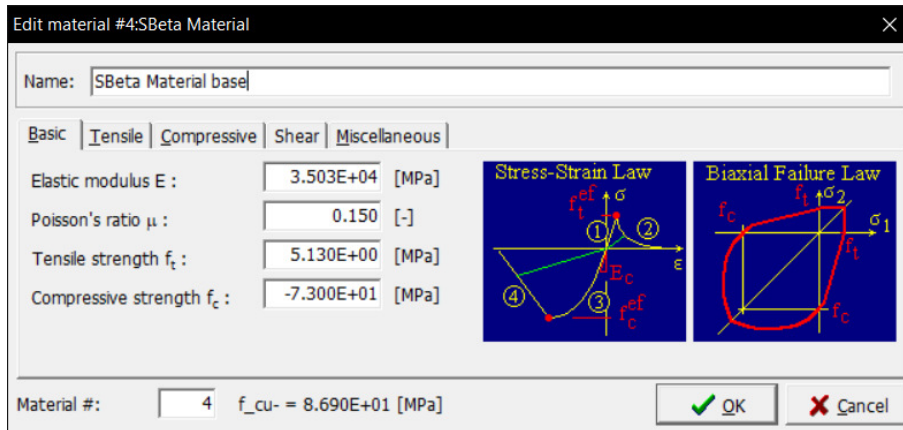 Edit material #4:SBeta Material
Name: SBeta Material base
Basic Tensile Compressive Shear Miscellaneous
Elastic modulus E : 3.503E+04 [MPa]
Poisson's ratio μ : 0.150 [-]
Tensile strength ft : 5.130E+00 [MPa]
Compressive strength fc : -7.300E+01 [MPa]
Stress-Strain Law
ft ef σ
1 2
ε
Ec
4 3
fc ef
Biaxial Failure Law
ft σ2
fc σ1
ft
fc
Material #: 4 f_cu- = 8.690E+01 [MPa]
OK Cancel